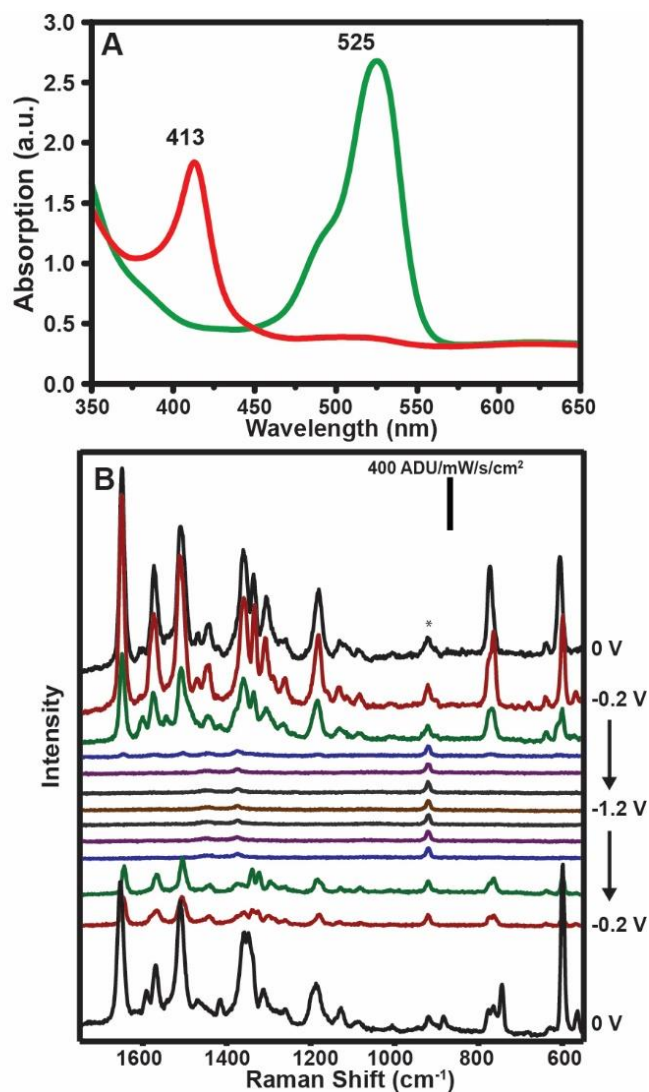 A
525
413
3.0
2.5
2.0
1.5
1.0
0.5
0.0
Absorption (a.u.)
350 400 450 500 550 600 650
Wavelength (nm)
B
400 ADU/mW/s/cm²
*
0 V
-0.2 V
-1.2 V
-0.2 V
0 V
Intensity
1600 1400 1200 1000 800 600
Raman Shift (cm⁻¹)